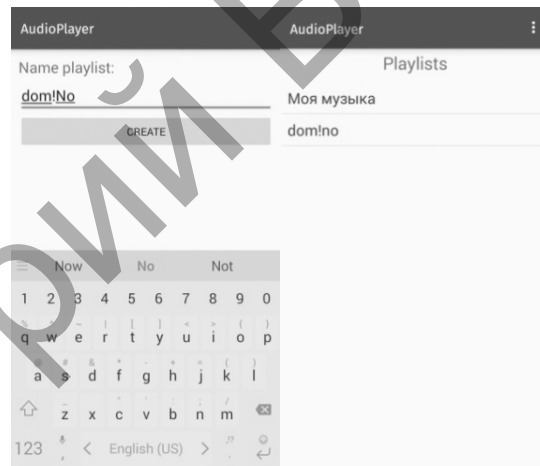 AudioPlayer
Name playlist:
dom!No
CREATE
Now No Not
1 2 3 4 5 6 7 8 9 0
q w e r t y u i o p
a s d f g h j k l
z x c v b n m
123 , < English (US) > .
AudioPlayer
Playlists
Моя музыка
dom!no
рий